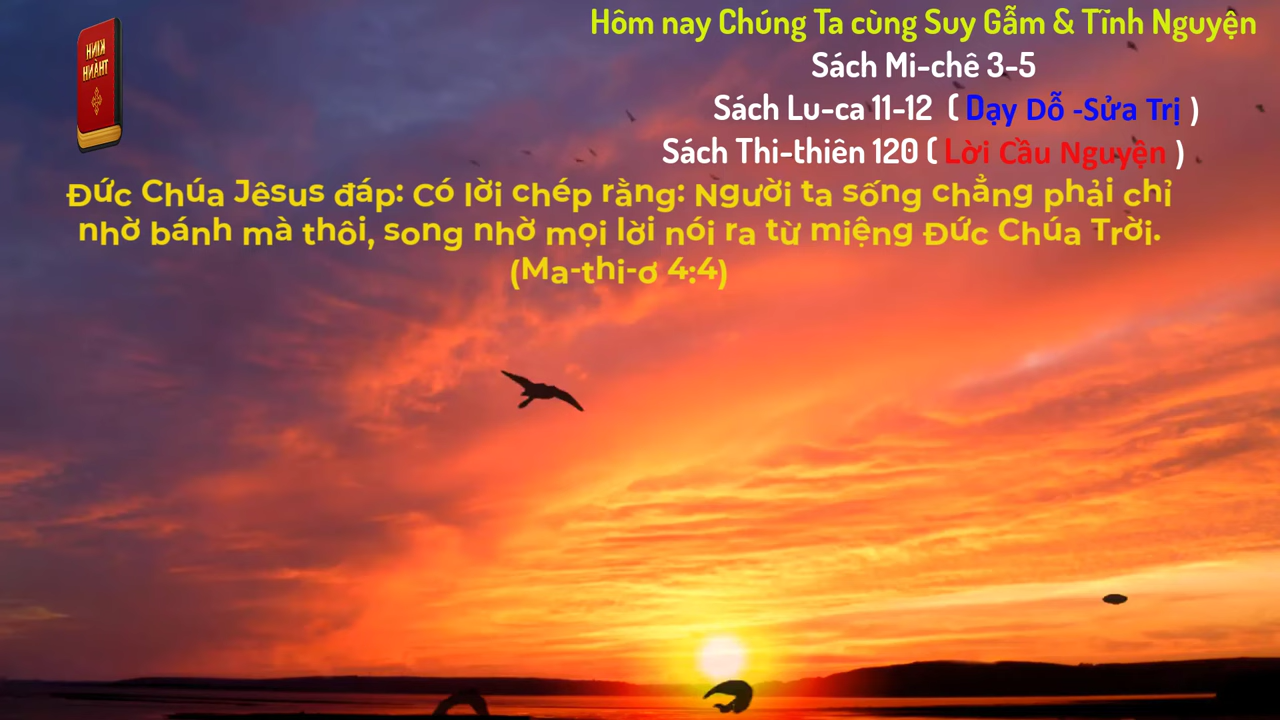 Hôm nay Chúng Ta cùng Suy Gẫm & Tĩnh Nguyện
Sách Mi-chê 3-5
Sách Lu-ca 11-12 ( Dạy Dỗ -Sửa Trị )
Sách Thi-thiên 120 ( Lời Cầu Nguyện )
KINH
THÁNH
Đức Chúa Jêsus đáp: Có lời chép rằng: Người ta sống chẳng phải chỉ
nhờ bánh mà thôi, song nhờ mọi lời nói ra từ miệng Đức Chúa Trời.
(Ma-thi-ơ 4:4)